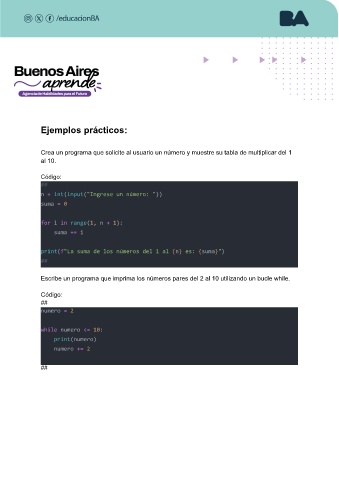 /educacionBA
BA
Buenos Aires
aprende
Agencia de Habilidades para el Futuro
Ejemplos prácticos:
Crea un programa que solicite al usuario un número y muestre su tabla de multiplicar del 1
al 10.
Código:
##
n = int(input("Ingrese un número: "))
suma = 0
for i in range(1, n + 1):
suma += i
print(f"La suma de los números del 1 al {n} es: {suma}")
##
Escribe un programa que imprima los números pares del 2 al 10 utilizando un bucle while.
Código:
##
numero = 2
while numero <= 10:
print(numero)
numero += 2
##